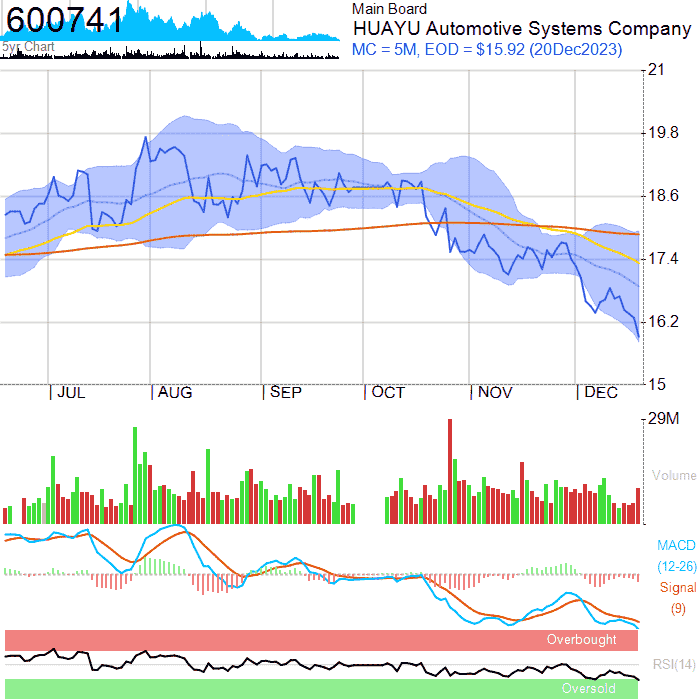 600741
5yr Chart
Main Board
HUAYU Automotive Systems Company
MC = 5M, EOD = $15.92 (20Dec2023)
21
19.8
18.6
17.4
16.2
15
JUL
AUG
SEP
OCT
NOV
DEC
29M
Volume
MACD
(12-26)
Signal
(9)
Overbought
RSI(14)
Oversold